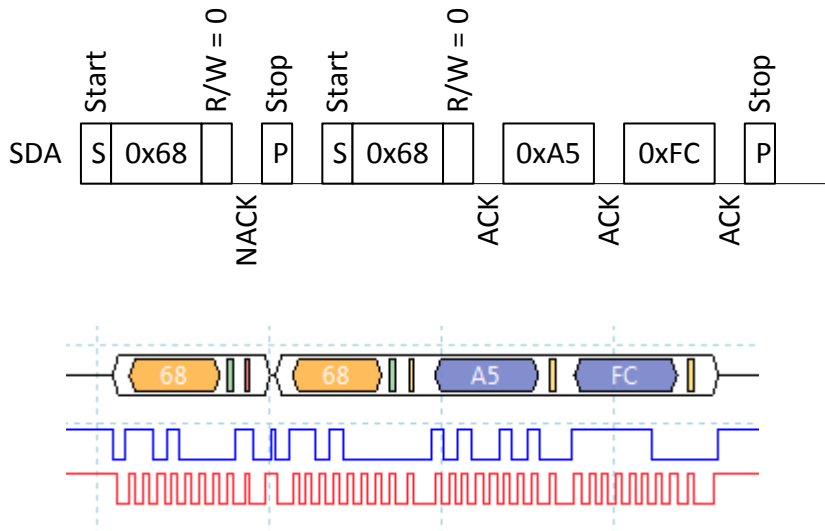 Start
R/W = 0
Stop
Start
R/W = 0
Stop
SDA S 0x68 P S 0x68 0xA5 0xFC P
NACK
ACK
ACK
ACK
68 68 A5 FC